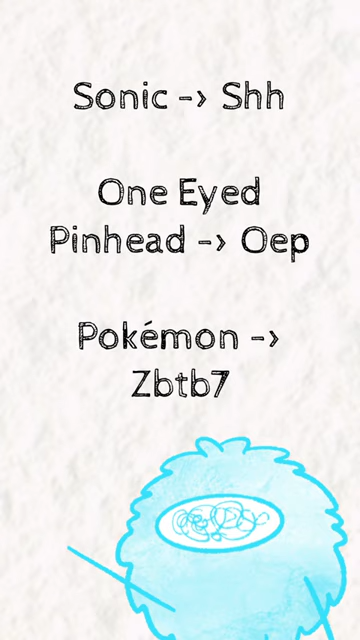 Sonic -> Shh
One Eyed
Pinhead -> Oep
Pokémon ->
Zbtb7